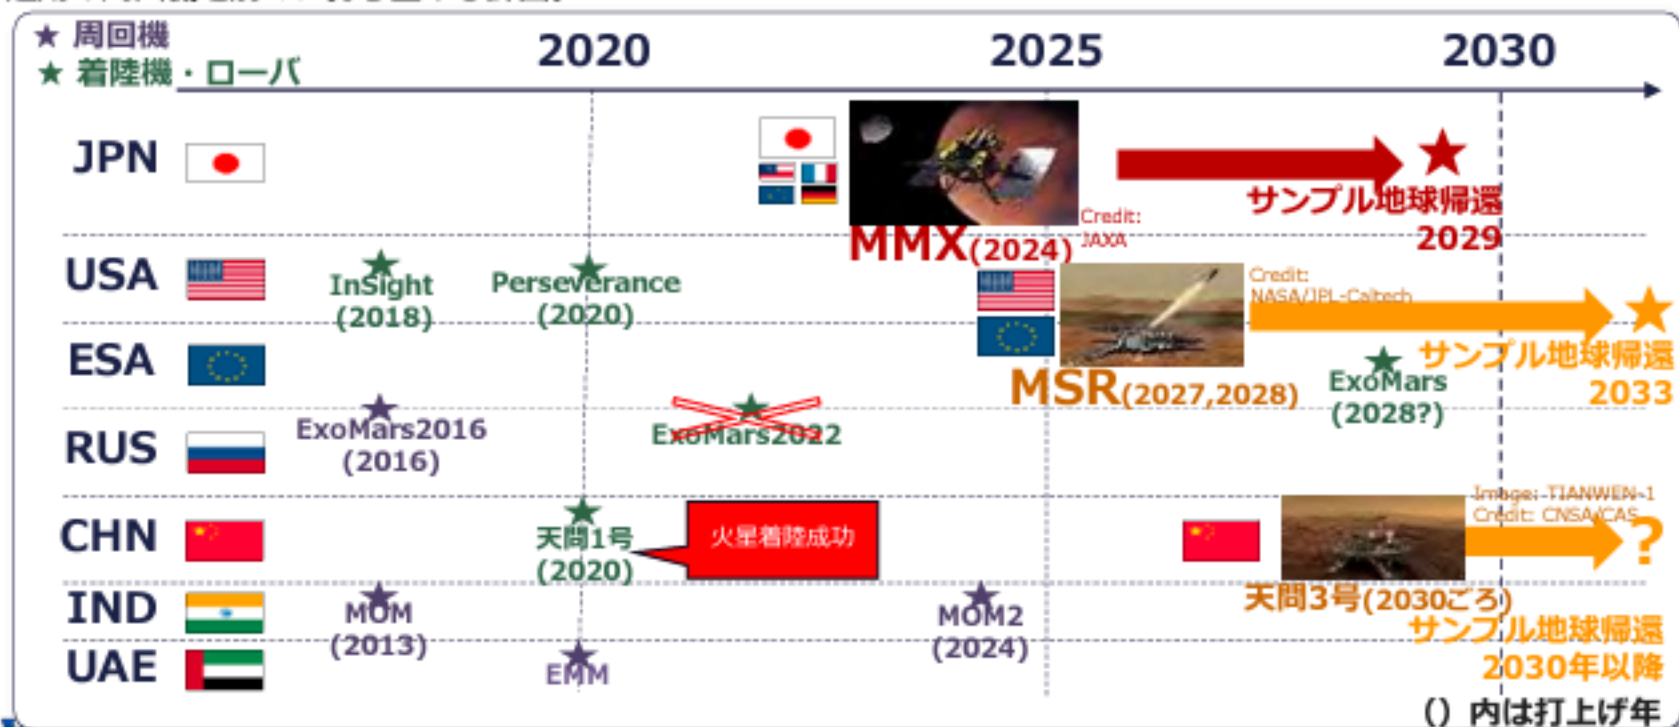 ★ 周回機
★ 着陸機・ローバ
2020 2025 2030
JPN
MMX(2024)
Credit:
JAXA
サンプル地球帰還
2029
USA
InSight
(2018)
Perseverance
(2020)
Credit:
NASA/JPL-Caltech
サンプル地球帰還
2033
ESA
MSR(2027,2028)
ExoMars
(2028?)
RUS
ExoMars2016
(2016)
ExoMars2022
CHN
天問1号
(2020)
火星着陸成功
Image: TIANWEN-1
Credit: CNSA/CAS
?
天問3号(2030ごろ)
サンプル地球帰還
2030年以降
IND
MOM
(2013)
MOM2
(2024)
UAE
EMM
() 内は打上げ年